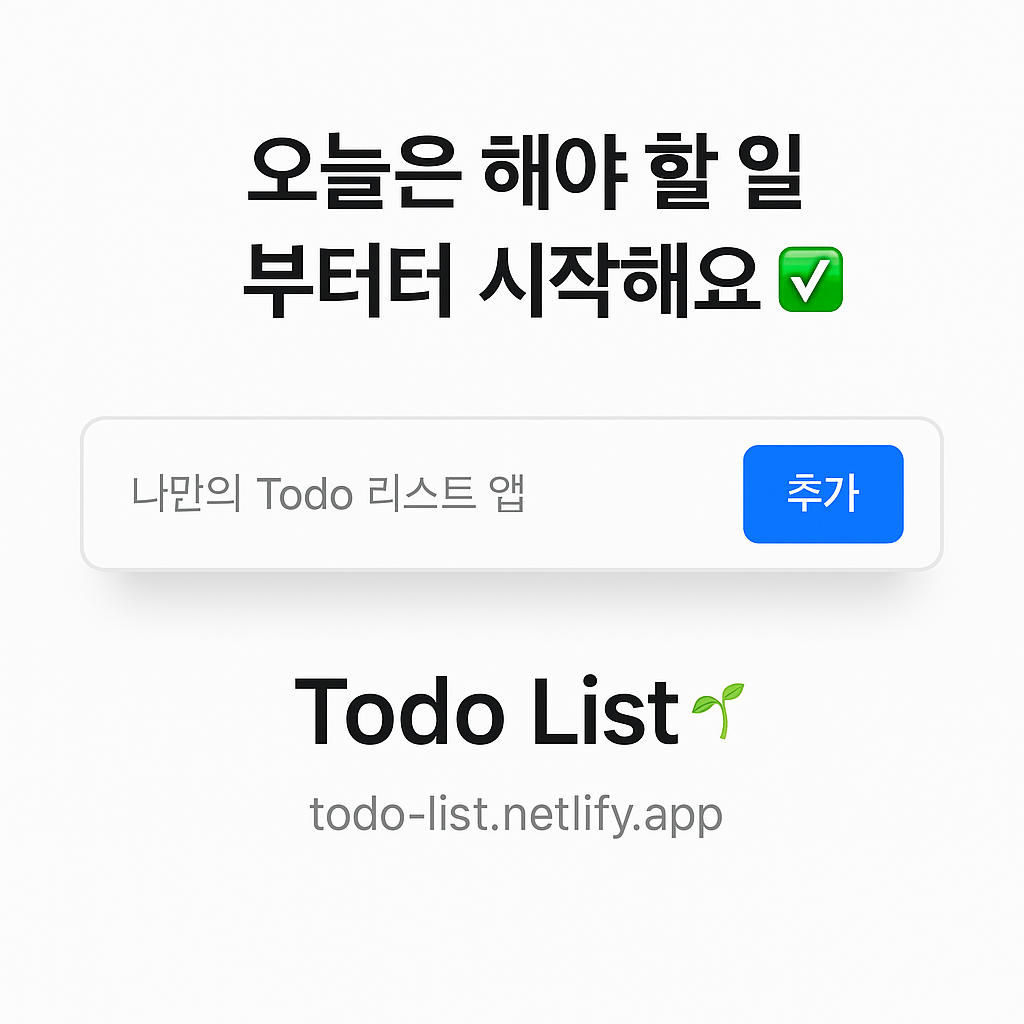 오늘은 해야 할 일
부터터 시작해요 ✅
나만의 Todo 리스트 앱
추가
Todo List🌱
todo-list.netlify.app